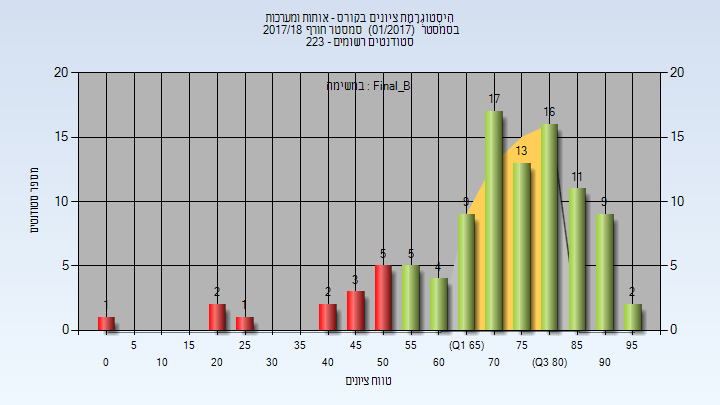 היסטוגרמת ציונים בקורס - אותות ומערכות
בסמסטר (01/2017) סמסטר חורף 2017/18
סטודנטים רשומים - 223
במשימה : Final_B
20 20
15 15
10 10
5 5
0 0
1 2 1 2 3 5 5 4 9 17 13 16 11 9 2
מספר סטודנטים
5 15 25 35 45 55 (Q1 65) 75 85 95
0 10 20 30 40 50 60 70 (Q3 80) 90
טווח ציונים